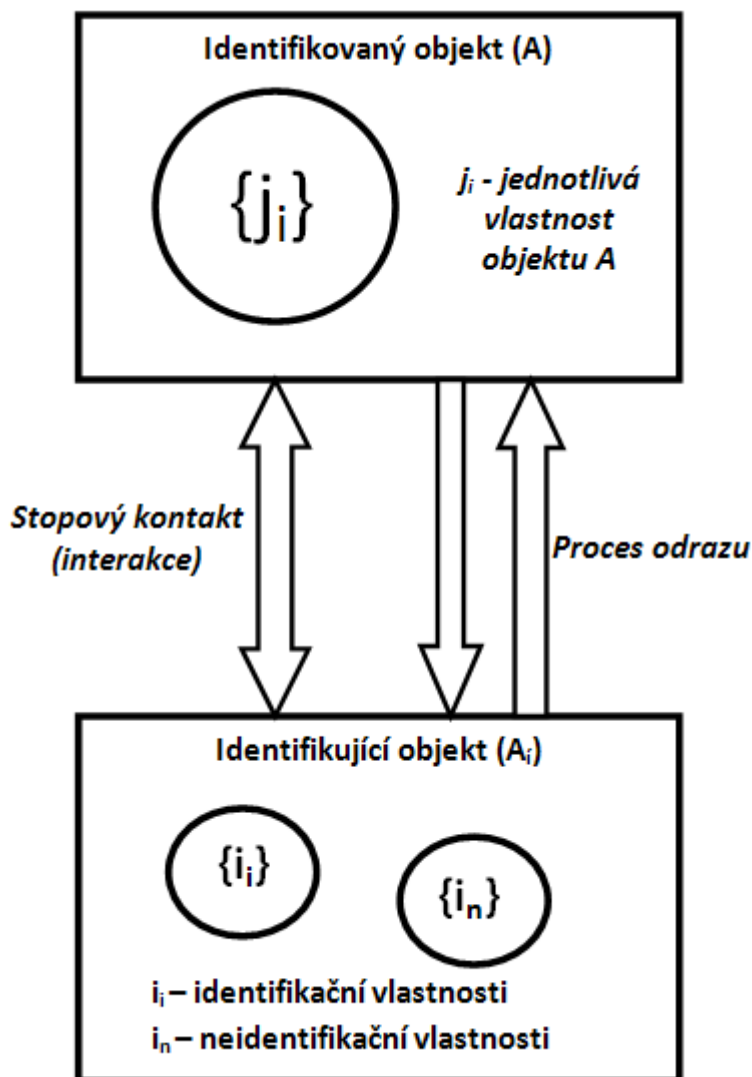 Identifikovaný objekt (A)
{jᵢ}
jᵢ - jednotlivá
vlastnost
objektu A
Stopový kontakt
(interakce)
Proces odrazu
Identifikující objekt (Aᵢ)
{iᵢ}
{iₙ}
iᵢ – identifikační vlastnosti
iₙ – neidentifikační vlastnosti